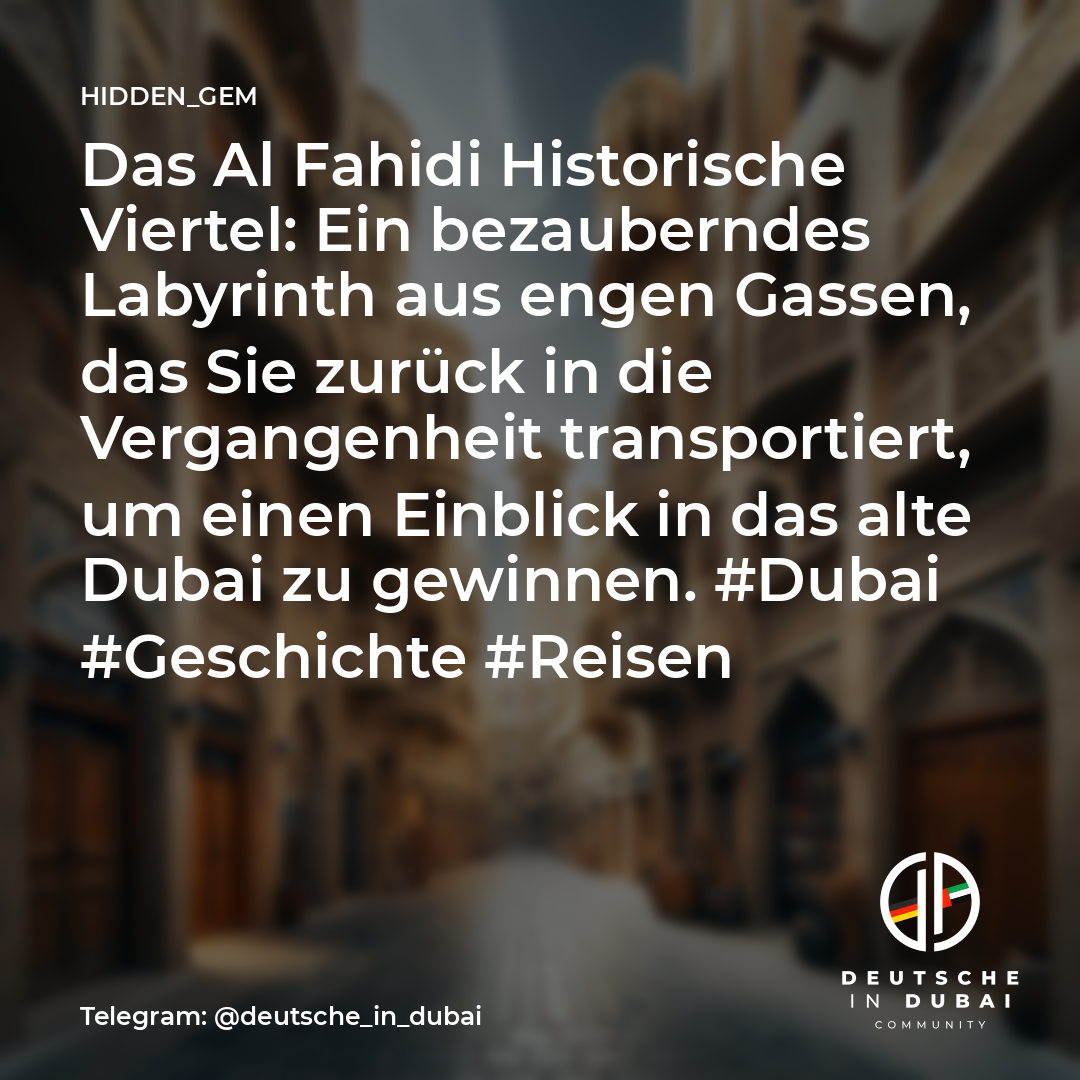 HIDDEN_GEM
Das Al Fahidi Historische
Viertel: Ein bezauberndes
Labyrinth aus engen Gassen,
das Sie zurück in die
Vergangenheit transportiert,
um einen Einblick in das alte
Dubai zu gewinnen. #Dubai
#Geschichte #Reisen
DEUTSCHE
IN DUBAI
COMMUNITY
Telegram: @deutsche_in_dubai